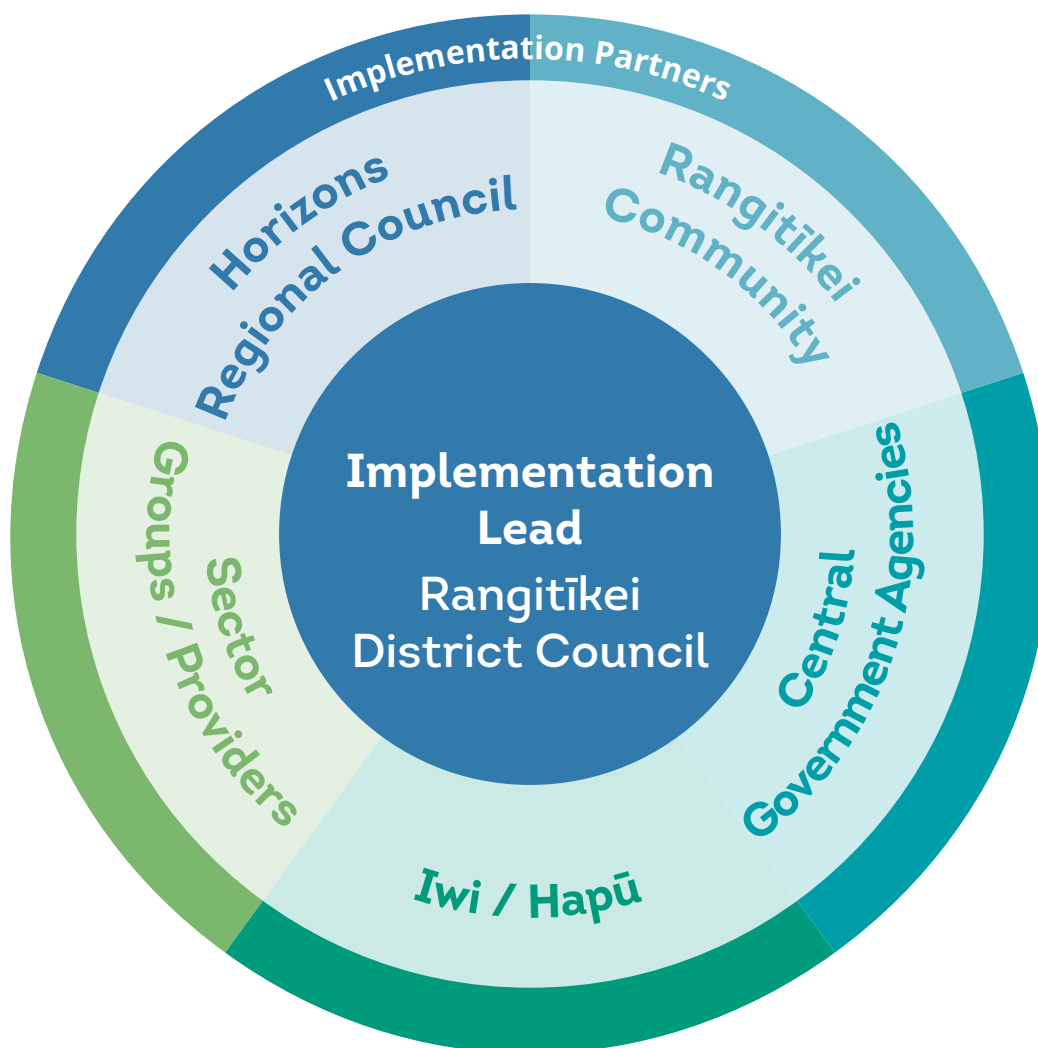 Implementation Partners
Horizons
Regional Council
Rangitīkei
Community
Central
Government Agencies
Iwi / Hapū
Sector
Groups / Providers
Implementation
Lead
Rangitīkei
District Council